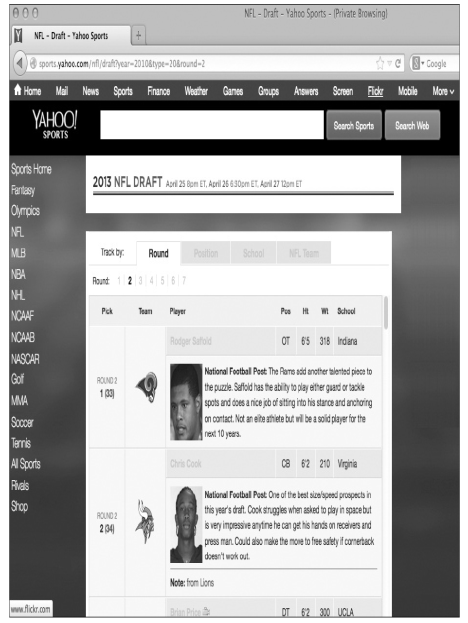 NFL - Draft - Yahoo Sports - (Private Browsing)
NFL - Draft - Yahoo Sports
sports.yahoo.com/nfl/draft?year=2010&type=20&round=2
Google
Home Mail News Sports Finance Weather Games Groups Answers Screen Flickr Mobile More
YAHOO!
SPORTS
Search Sports Search Web
Sports Home
Fantasy
Olympics
NFL
MLB
NBA
NHL
NCAAF
NCAAB
NASCAR
Golf
MMA
Soccer
Tennis
All Sports
Rivals
Shop
2013 NFL DRAFT April 25 8pm ET, April 26 6:30pm ET, April 27 12pm ET
Track by: Round Position School NFL Team
Round: 1 2 3 4 5 6 7
Pick Team Player Pos Ht Wt School
Rodger Saffold OT 6'5 318 Indiana
ROUND 2
1 (33)
National Football Post: The Rams add another talented piece to
the puzzle. Saffold has the ability to play either guard or tackle
spots and does a nice job of sitting into his stance and anchoring
on contact. Not an elite athlete but will be a solid player for the
next 10 years.
Chris Cook CB 6'2 210 Virginia
ROUND 2
2 (34)
National Football Post: One of the best size/speed prospects in
this year's draft. Cook struggles when asked to play in space but
is very impressive anytime he can get his hands on receivers and
press man. Could also make the move to free safety if cornerback
doesn't work out.
Note: from Lions
Brian Price DT 6'2 300 UCLA
www.flickr.com